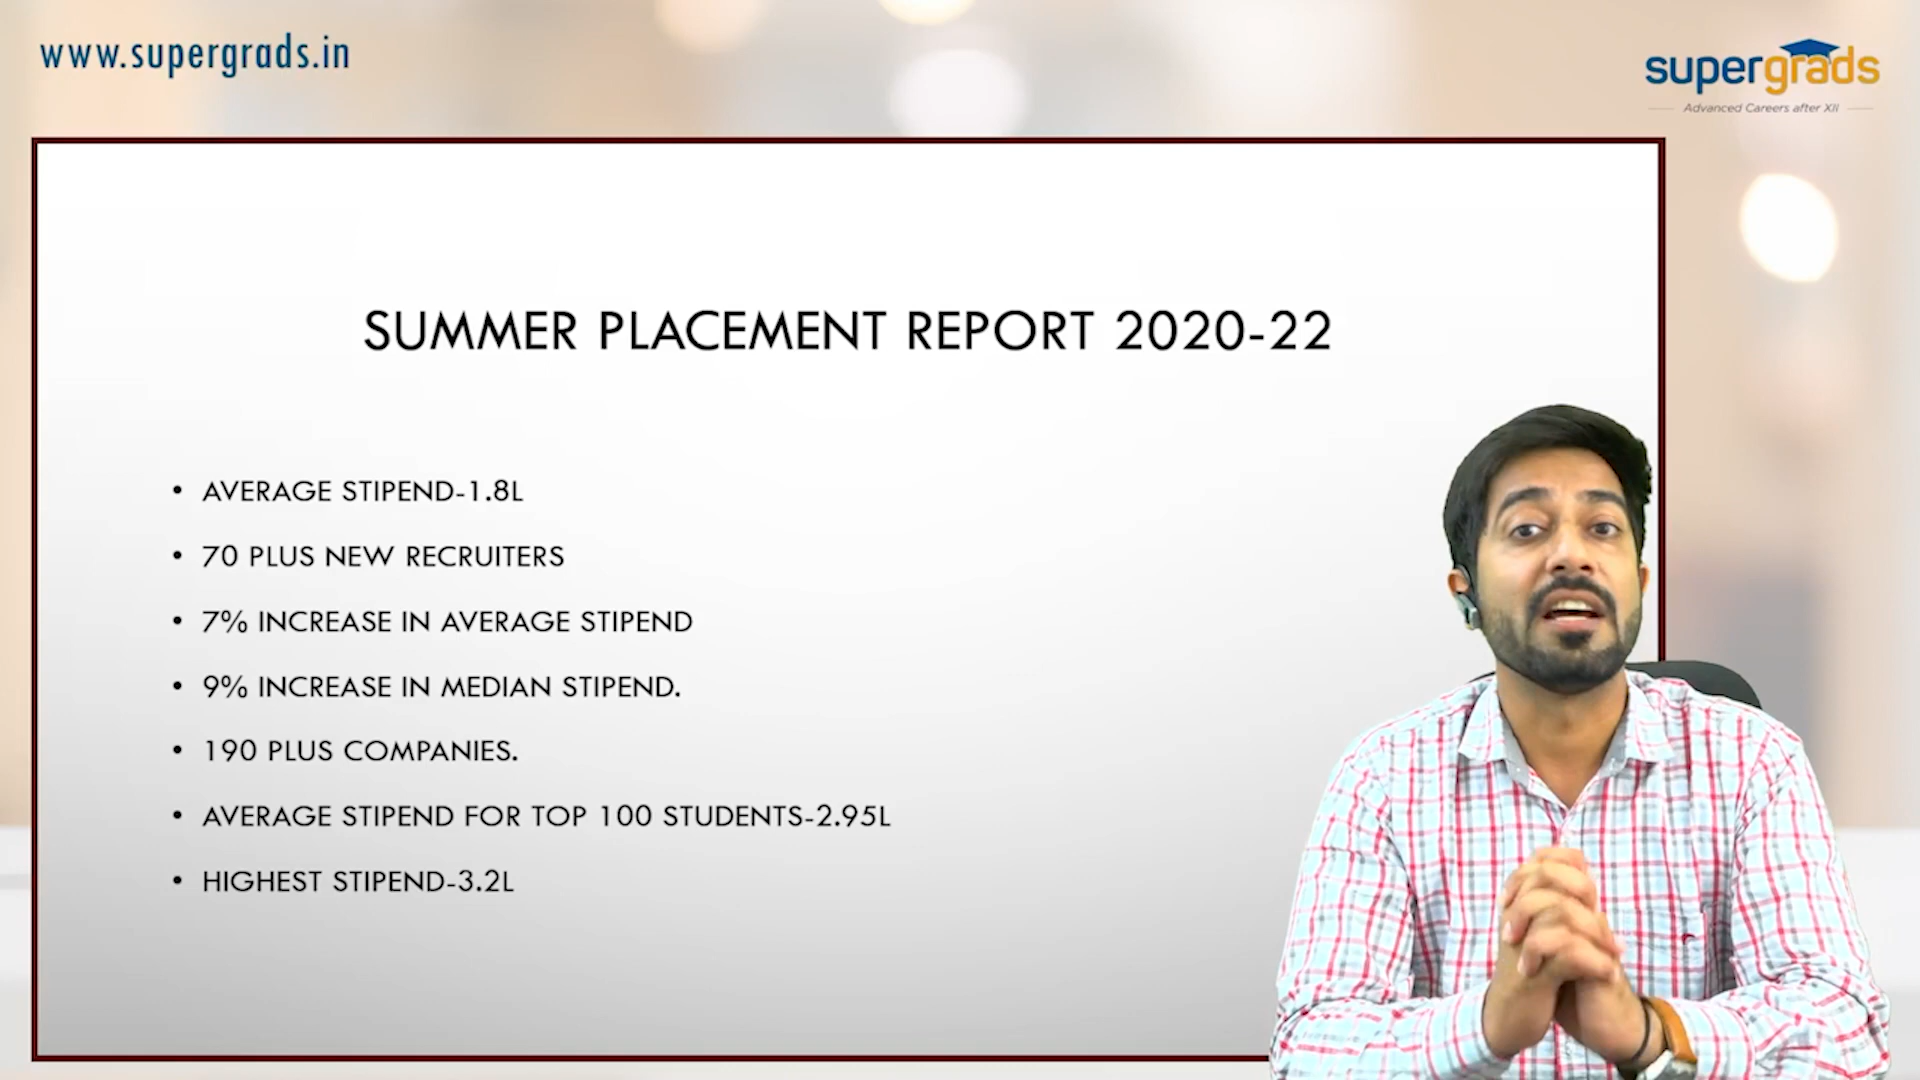 www.supergrads.in
supergrads
Advanced Careers after XII
SUMMER PLACEMENT REPORT 2020-22
• AVERAGE STIPEND-1.8L
• 70 PLUS NEW RECRUITERS
• 7% INCREASE IN AVERAGE STIPEND
• 9% INCREASE IN MEDIAN STIPEND.
• 190 PLUS COMPANIES.
• AVERAGE STIPEND FOR TOP 100 STUDENTS-2.95L
• HIGHEST STIPEND-3.2L